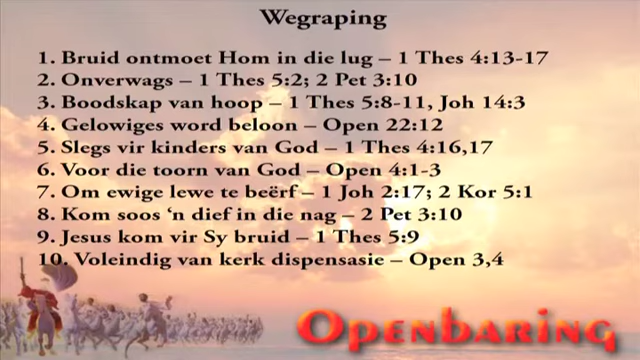 Wegraping
1. Bruid ontmoet Hom in die lug – 1 Thes 4:13-17
2. Onverwags – 1 Thes 5:2; 2 Pet 3:10
3. Boodskap van hoop – 1 Thes 5:8-11, Joh 14:3
4. Gelowiges word beloon – Open 22:12
5. Slegs vir kinders van God – 1 Thes 4:16,17
6. Voor die toorn van God – Open 4:1-3
7. Om ewige lewe te beërf – 1 Joh 2:17; 2 Kor 5:1
8. Kom soos ‘n dief in die nag – 2 Pet 3:10
9. Jesus kom vir Sy bruid – 1 Thes 5:9
10. Voleindig van kerk dispensasie – Open 3,4
Openbaring